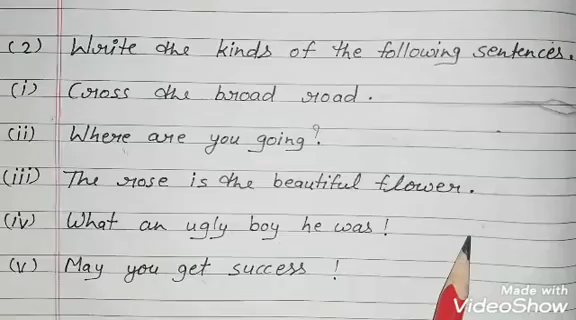 (2) Write the kinds of the following sentences.
(i) Cross the broad road.
(ii) Where are you going?
(iii) The rose is the beautiful flower.
(iv) What an ugly boy he was!
(v) May you get success !
Made with
VideoShow